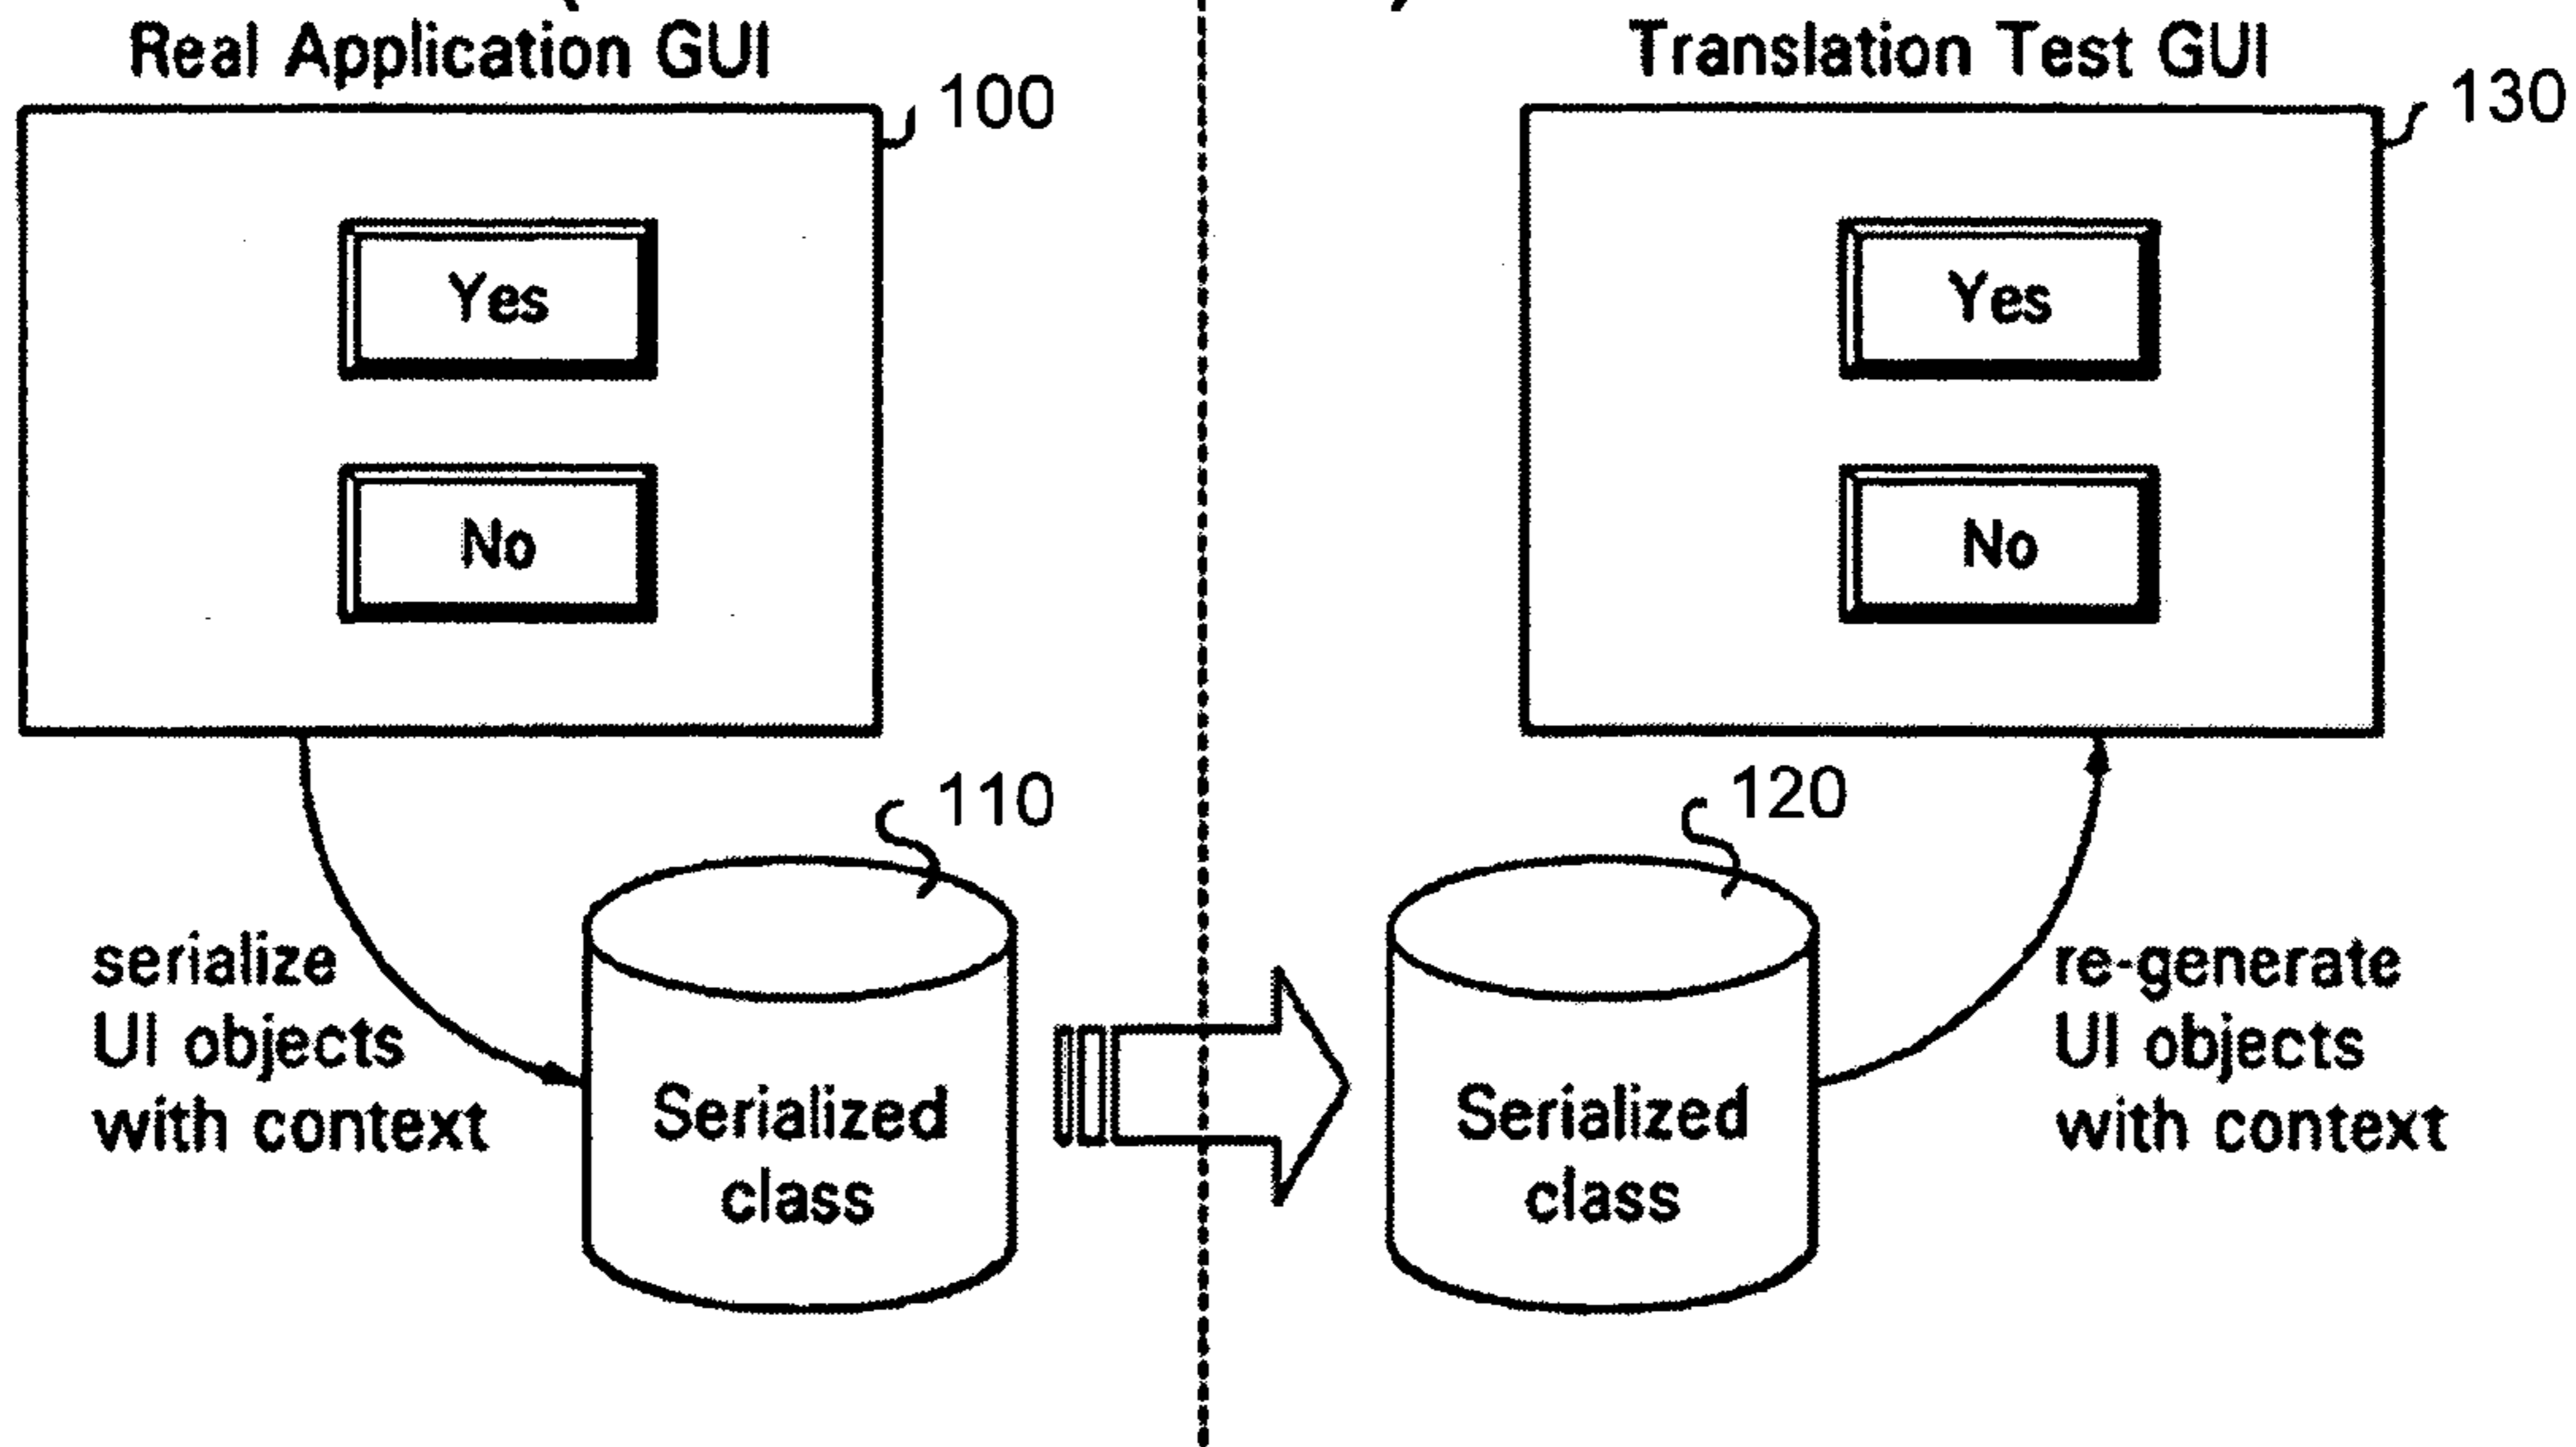 Real Application GUI
100
Yes
No
110
serialize
UI objects
with context
Serialized
class
Translation Test GUI
130
Yes
No
120
Serialized
class
re-generate
UI objects
with context